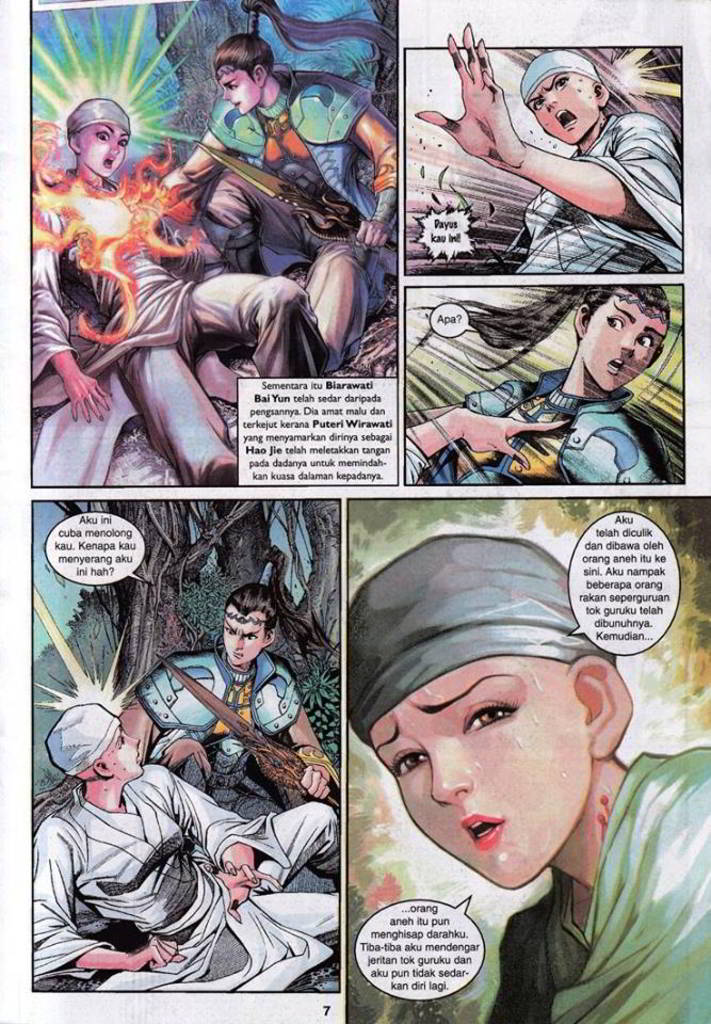 Sementara itu Biarawati
Bai Yun telah sedar daripada
pengsannya. Dia amat malu dan
terkejut kerana Puteri Wirawati
yang menyamarkan dirinya sebagai
Hao Jie telah meletakkan tangan
pada dadanya untuk memindah-
kan kuasa dalaman kepadanya.
Dayus
kau ini!
Apa?
Aku ini
cuba menolong
kau. Kenapa kau
menyerang aku
ini hah?
Aku
telah diculik
dan dibawa oleh
orang aneh itu ke
sini. Aku nampak
beberapa orang
rakan seperguruan
tok guruku telah
dibunuhnya.
Kemudian...
...orang
aneh itu pun
menghisap darahku.
Tiba-tiba aku mendengar
jeritan tok guruku dan
aku pun tidak sedar-
kan diri lagi.
7